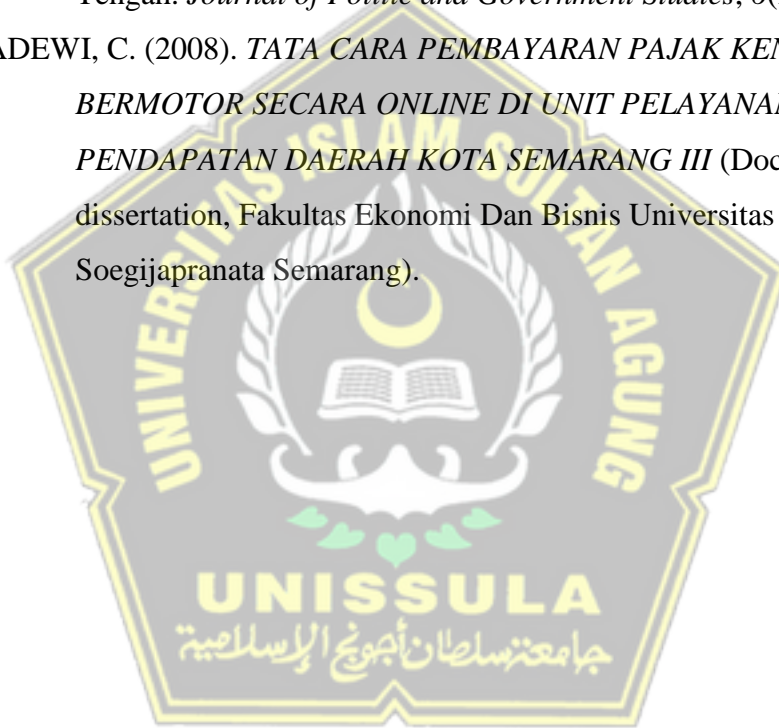 Tengah. Journal of Politic and Government Studies, 6(
ADEWI, C. (2008). TATA CARA PEMBAYARAN PAJAK KEN
BERMOTOR SECARA ONLINE DI UNIT PELAYANAN
PENDAPATAN DAERAH KOTA SEMARANG III (Doc
dissertation, Fakultas Ekonomi Dan Bisnis Universitas
Soegijapranata Semarang).
UNIVERSITAS ISLAM SULTAN AGUNG
UNISSULA
جامعتنسلطان أجونج الإسلامية